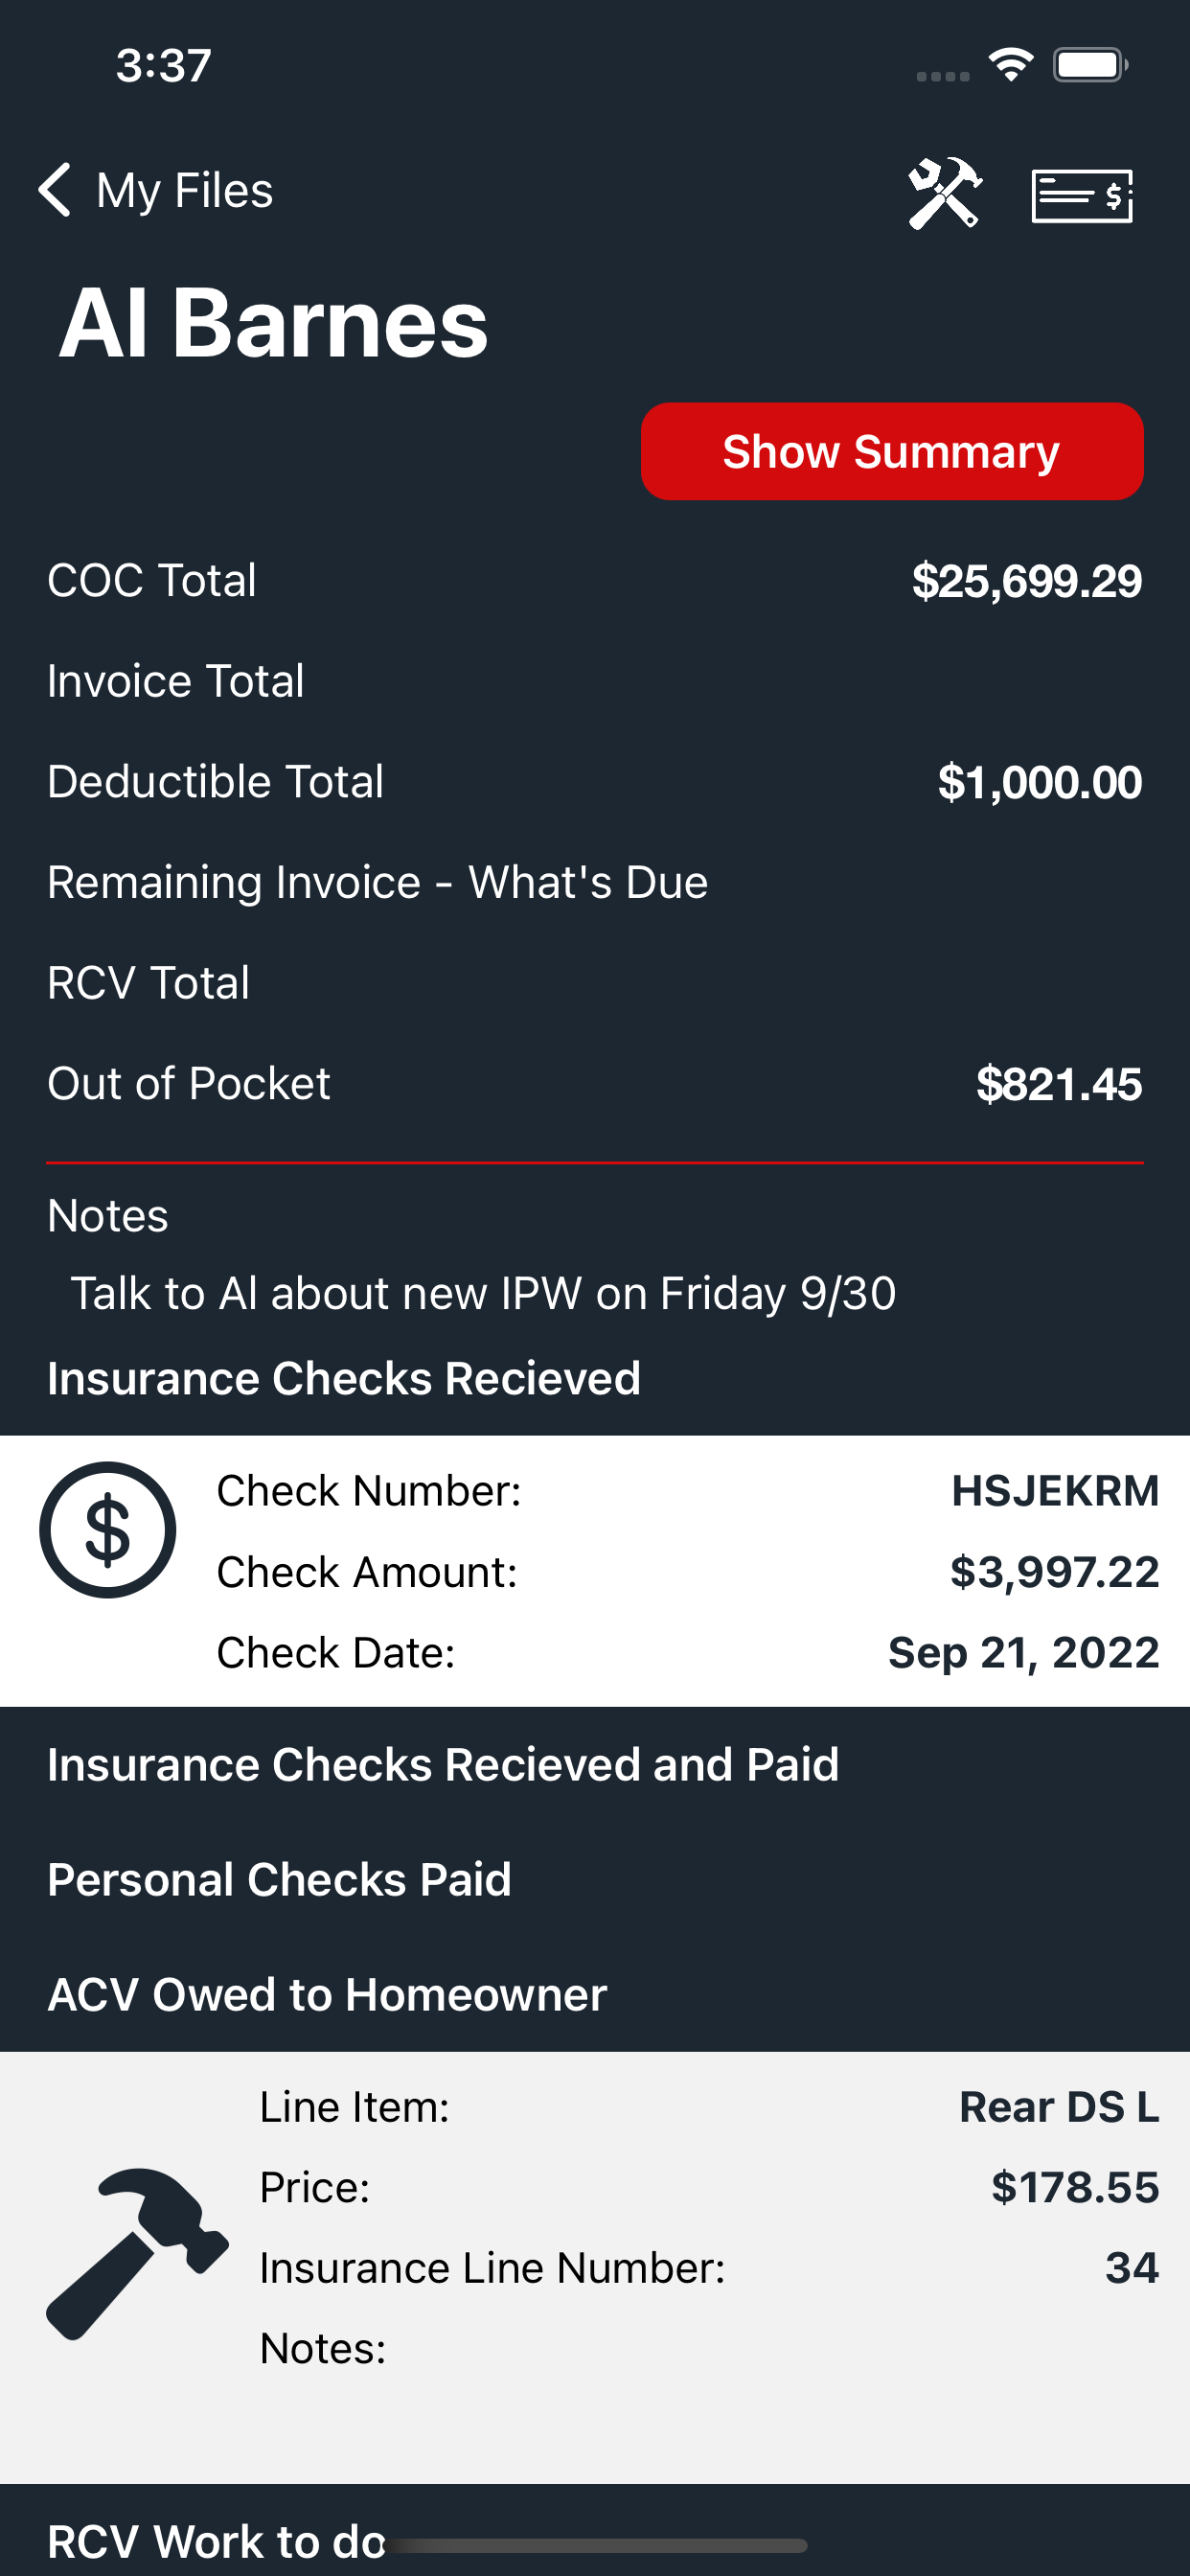 3:37
My Files
$
Al Barnes
Show Summary
COC Total $25,699.29
Invoice Total
Deductible Total $1,000.00
Remaining Invoice - What's Due
RCV Total
Out of Pocket $821.45
Notes
Talk to Al about new IPW on Friday 9/30
Insurance Checks Recieved
$
Check Number: HSJEKRM
Check Amount: $3,997.22
Check Date: Sep 21, 2022
Insurance Checks Recieved and Paid
Personal Checks Paid
ACV Owed to Homeowner
Line Item: Rear DS L
Price: $178.55
Insurance Line Number: 34
Notes:
RCV Work to do